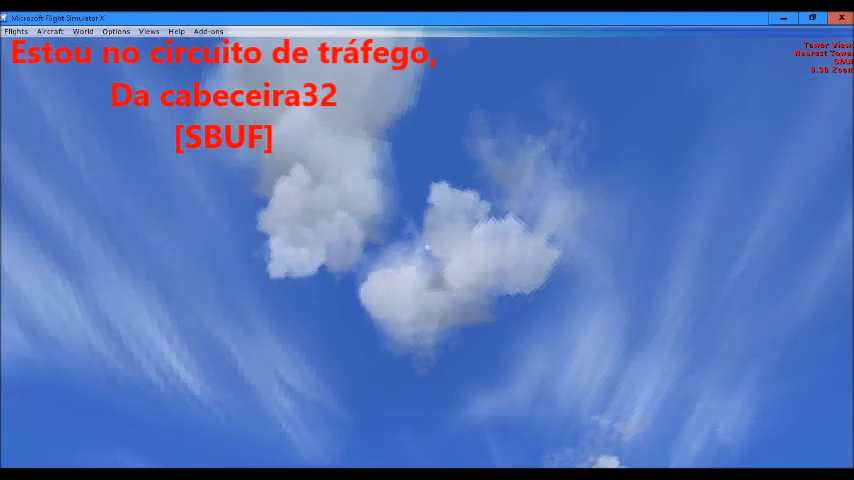 Microsoft Flight Simulator X
Flights Aircraft World Options Views Help Add-ons
Estou no circuito de tráfego,
Da cabeceira32
[SBUF]
Tower View
Nearest Tower
SBUF